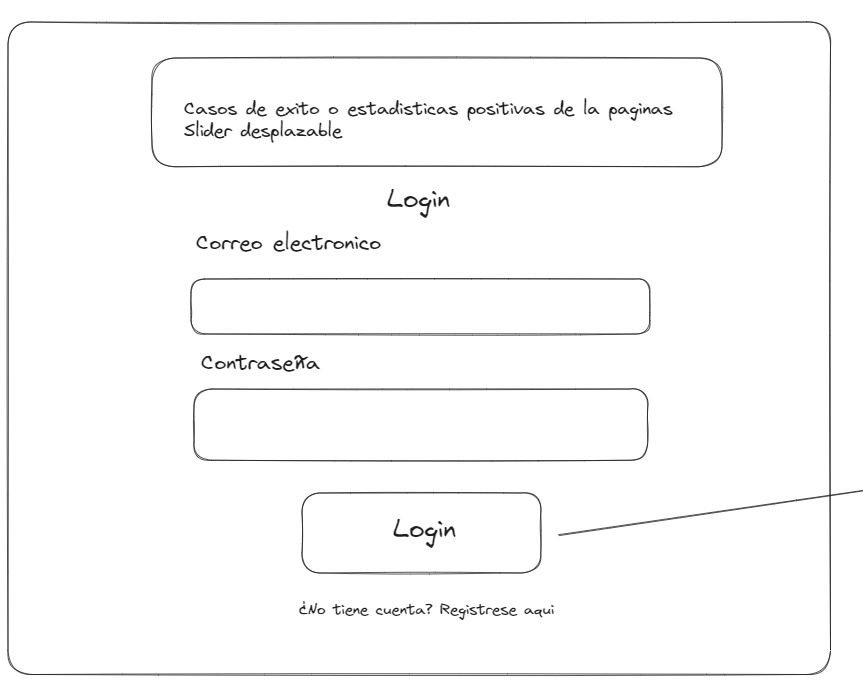 Casos de exito o estadisticas positivas de la paginas
Slider desplazable
Login
Correo electronico
Contraseña
Login
¿No tiene cuenta? Registrese aqui